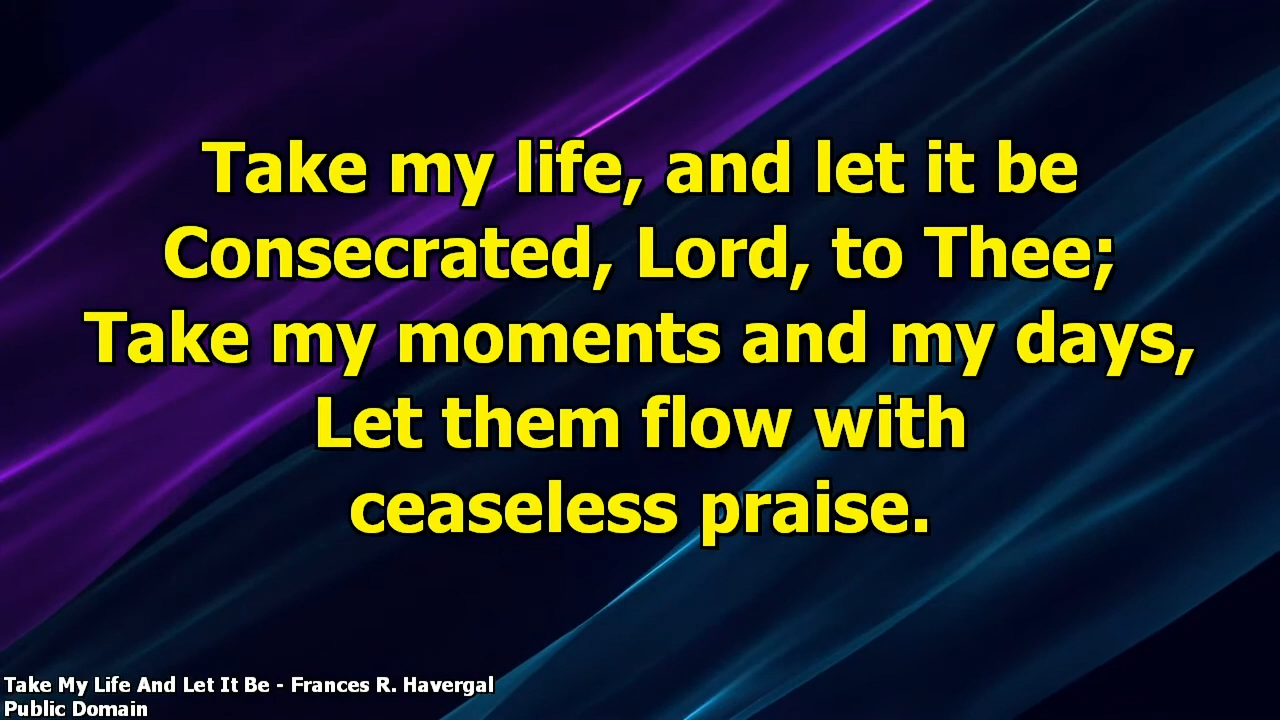 Take my life, and let it be
Consecrated, Lord, to Thee;
Take my moments and my days,
Let them flow with
ceaseless praise.
Take My Life And Let It Be - Frances R. Havergal
Public Domain